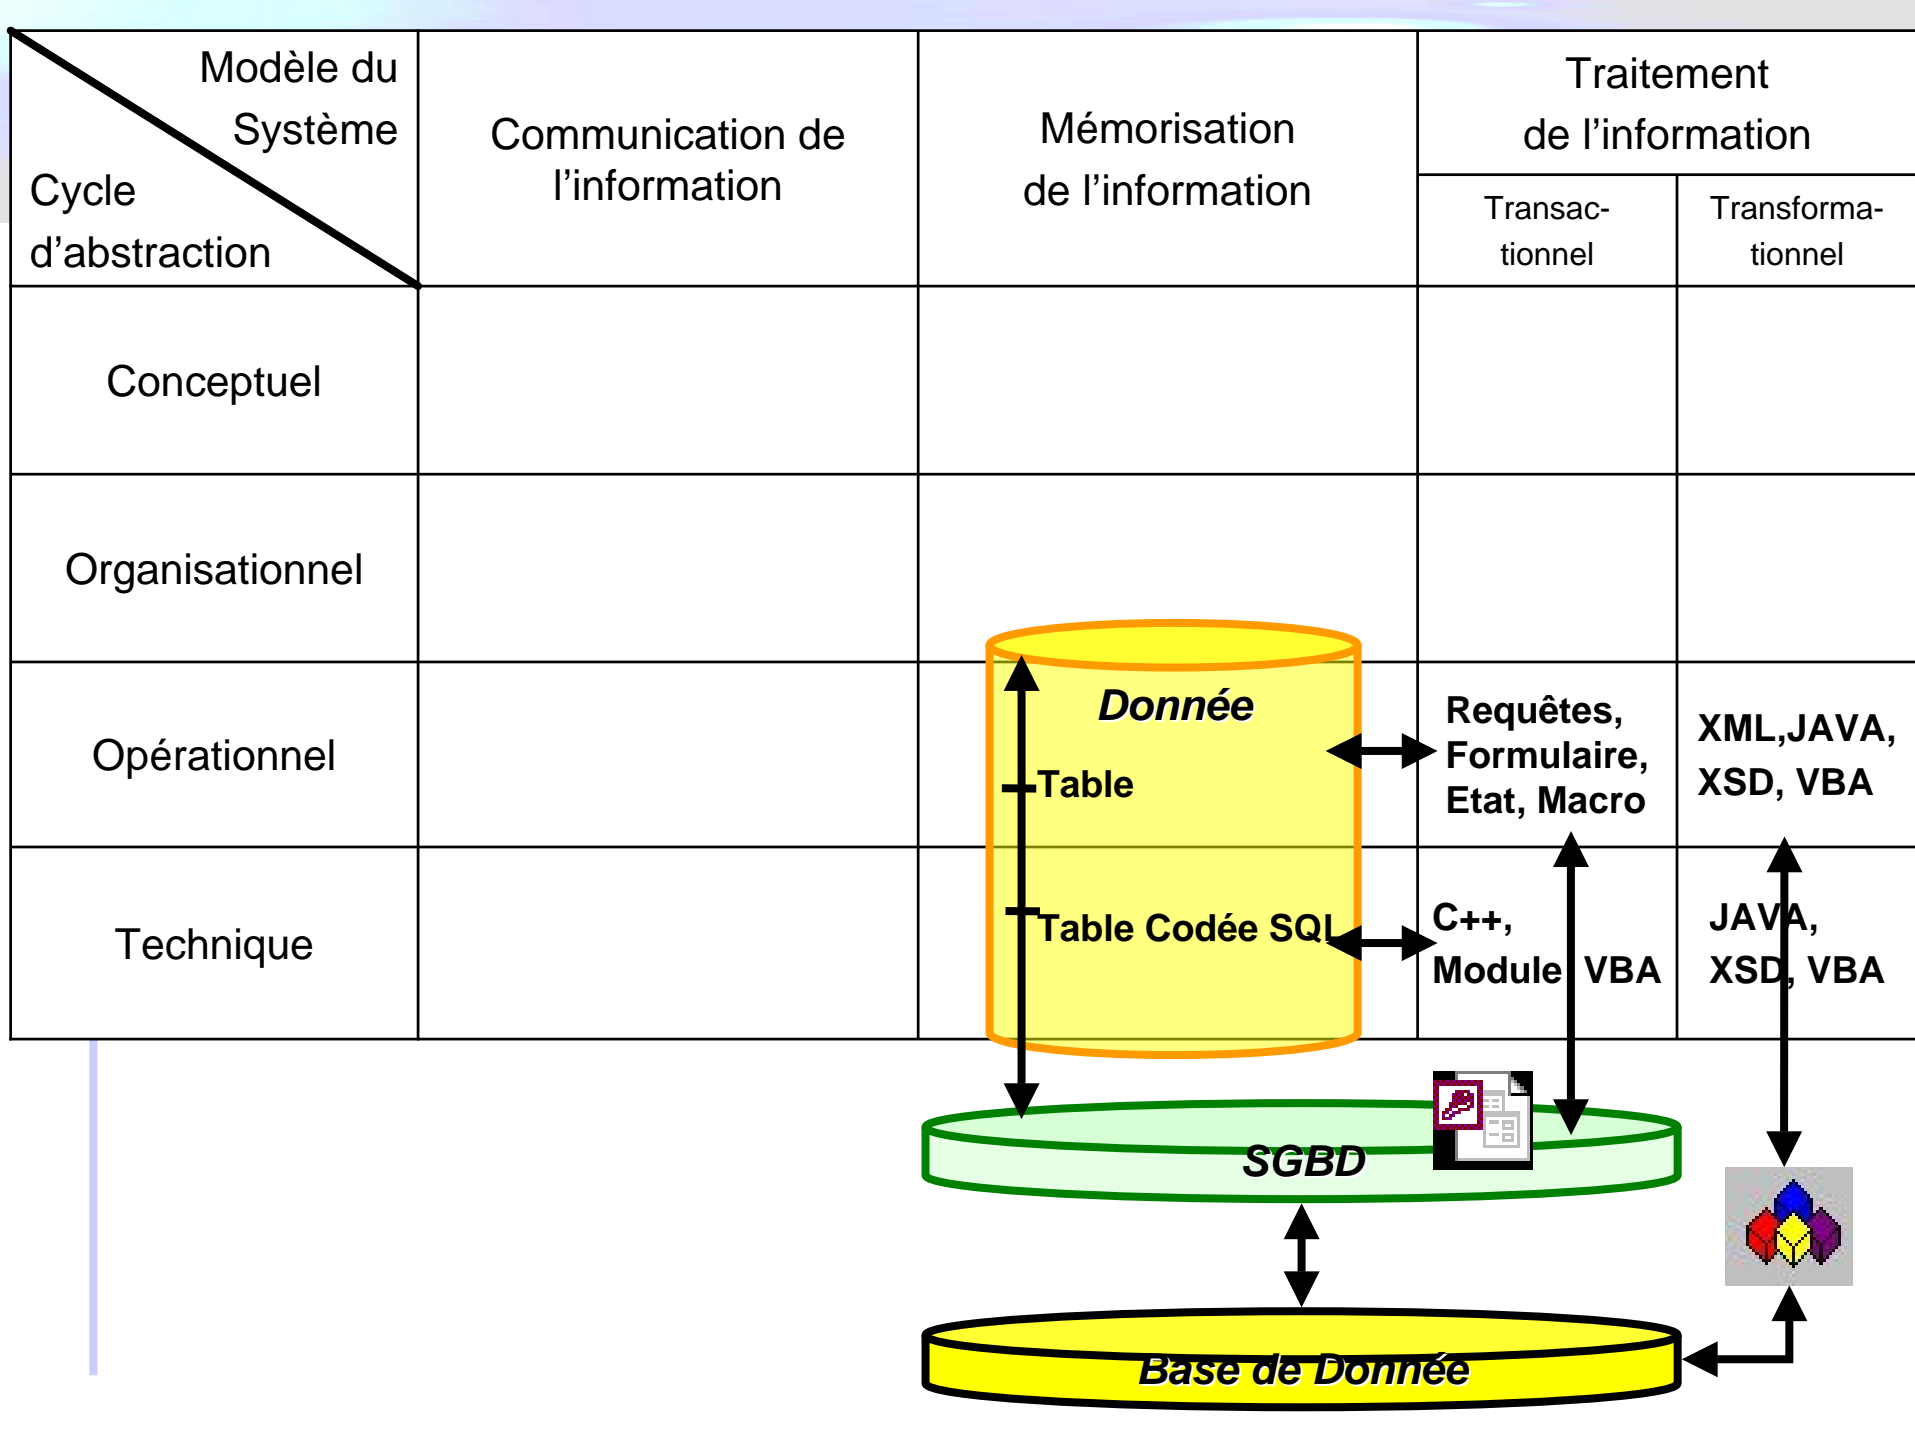 Modèle du
Système
Cycle
d’abstraction
Communication de
l’information
Mémorisation
de l’information
Traitement
de l’information
Transac-
tionnel
Transforma-
tionnel
Conceptuel
Organisationnel
Opérationnel
Donnée
Table
Requêtes,
Formulaire,
Etat, Macro
XML,JAVA,
XSD, VBA
Technique
Table Codée SQL
C++,
Module VBA
JAVA,
XSD, VBA
SGBD
Base de Donnée